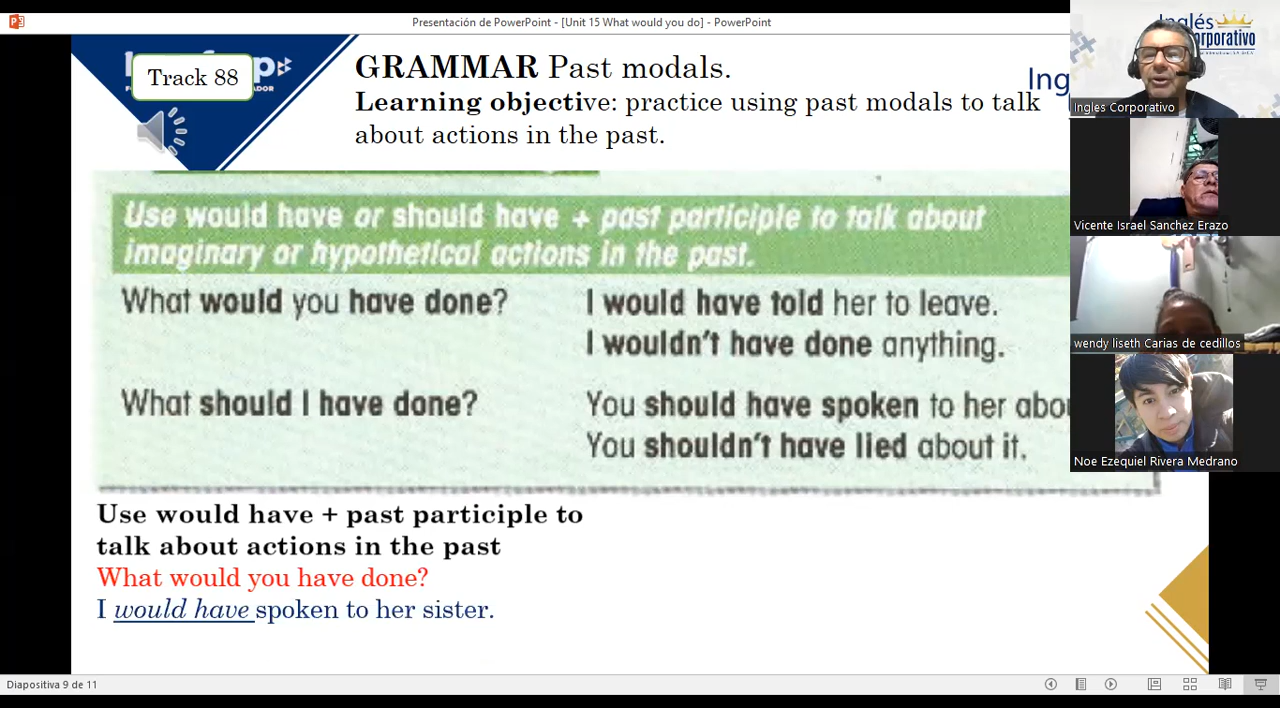 Presentación de PowerPoint - [Unit 15 What would you do] - PowerPoint
Track 88
GRAMMAR Past modals.
Learning objective: practice using past modals to talk
about actions in the past.
Use would have or should have + past participle to talk about
imaginary or hypothetical actions in the past.
What would you have done?
I would have told her to leave.
I wouldn't have done anything.
What should I have done?
You should have spoken to her
You shouldn't have lied about it.
Use would have + past participle to
talk about actions in the past
What would you have done?
I would have spoken to her sister.
Inglés
Ingles Corporativo
Vicente Israel Sanchez Erazo
wendy liseth Carias de cedillos
Noe Ezequiel Rivera Medrano
Diapositiva 9 de 11